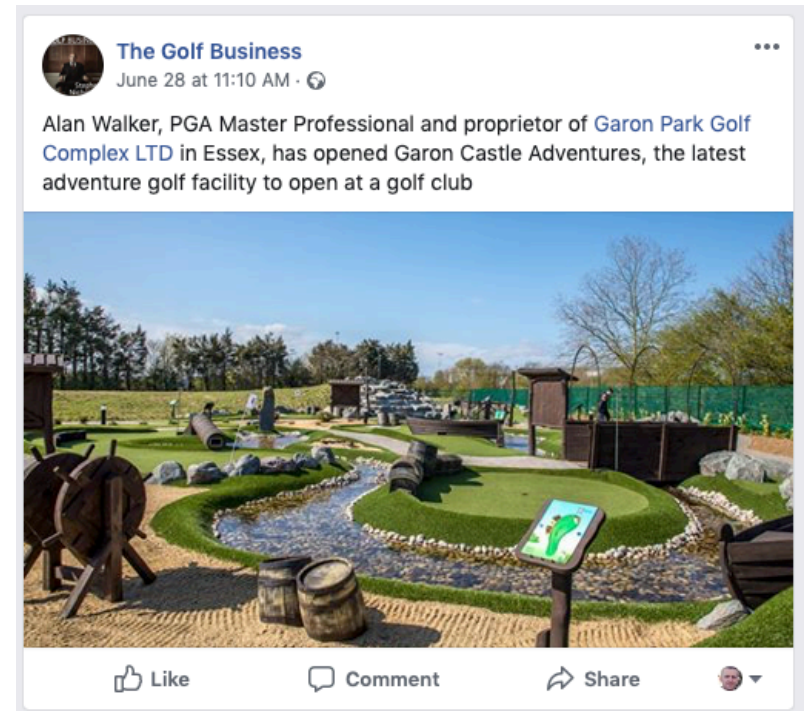 The Golf Business
June 28 at 11:10 AM ·
Alan Walker, PGA Master Professional and proprietor of Garon Park Golf
Complex LTD in Essex, has opened Garon Castle Adventures, the latest
adventure golf facility to open at a golf club
Like Comment Share